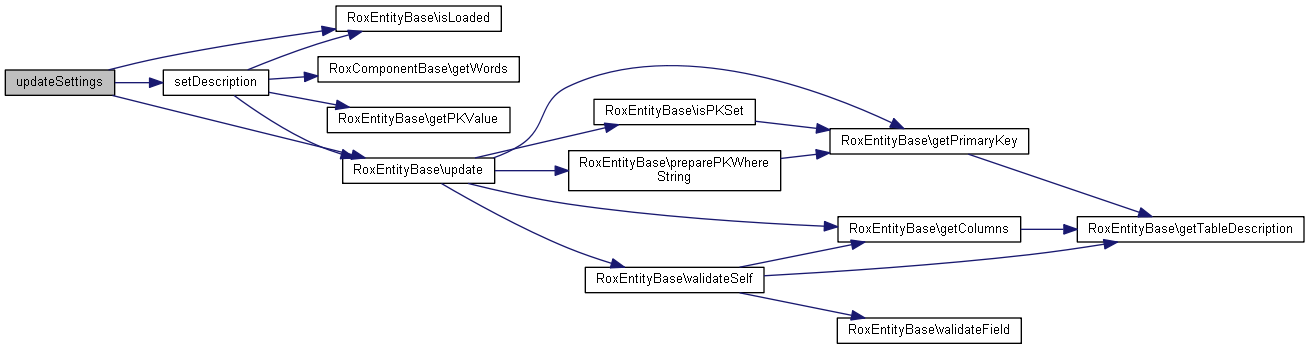 updateSettings
RoxEntityBase\isLoaded
setDescription
RoxComponentBase\getWords
RoxEntityBase\getPKValue
RoxEntityBase\update
RoxEntityBase\isPKSet
RoxEntityBase\preparePKWhere
String
RoxEntityBase\getPrimaryKey
RoxEntityBase\getColumns
RoxEntityBase\getTableDescription
RoxEntityBase\validateSelf
RoxEntityBase\validateField